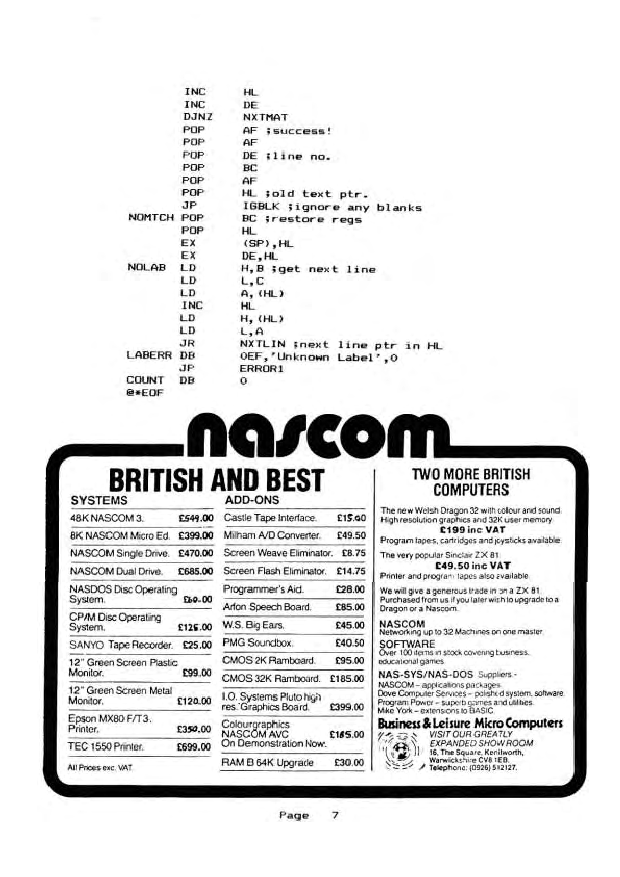 INC HL
INC DE
DJNZ NXTMAT
POP AF ;success!
POP AF
POP DE ;line no.
POP BC
POP AF
POP HL ;old text ptr.
JP IGBLK ;ignore any blanks
NOMTCH POP BC ;restore regs
POP HL
EX (SP),HL
EX DE,HL
NOLAB LD H,B ;get next line
LD L,C
LD A,(HL)
INC HL
LD H,(HL)
LD L,A
JR NXTLIN ;next line ptr in HL
LABERR DB 0EF,'Unknown Label',0
JP ERROR1
COUNT DB 0
@*EOF
nascom
BRITISH AND BEST
SYSTEMS
48K NASCOM 3. £549.00
8K NASCOM Micro Ed. £399.00
NASCOM Single Drive. £470.00
NASCOM Dual Drive. £685.00
NASDOS Disc Operating
System.
CP/M Disc Operating
System. £125.00
SANYO Tape Recorder. £25.00
12" Green Screen Plastic
Monitor. £99.00
12" Green Screen Metal
Monitor. £120.00
Epson MX80 F/T3.
Printer. £350.00
TEC 1550 Printer. £699.00
All Prices exc. VAT.
ADD-ONS
Castle Tape Interface. £15.00
Milham A/D Converter. £49.50
Screen Weave Eliminator. £8.75
Screen Flash Eliminator. £14.75
Programmer's Aid. £28.00
Arfon Speech Board. £85.00
W.S. Big Ears. £45.00
PMG Soundbox. £40.50
CMOS 2K Ramboard. £95.00
CMOS 32K Ramboard. £185.00
I.O. Systems Pluto high
res. Graphics Board. £399.00
Colourgraphics
NASCOM AVC £185.00
On Demonstration Now.
RAM B 64K Upgrade £30.00
TWO MORE BRITISH
COMPUTERS
The new Welsh Dragon 32 with colour and sound.
High resolution graphics and 32K user memory.
£199 inc VAT
Program tapes, cartridges and joysticks available.
The very popular Sinclair ZX 81
£49.50 inc VAT
Printer and program tapes also available.
We will give a generous trade in on a ZX 81
Purchased from us if you later wish to upgrade to a
Dragon or a Nascom.
NASCOM
Networking up to 32 Machines on one master.
SOFTWARE
Over 100 items in stock covering business,
educational games.
NAS-SYS/NAS-DOS Suppliers:-
NASCOM - applications packages.
Dove Computer Services - polished system, software.
Program Power - superb games and utilities.
Mike York - extensions to BASIC.
Business & Leisure Micro Computers
VISIT OUR GREATLY
EXPANDED SHOWROOM
16, The Square, Kenilworth,
Warwickshire CV8 1EB.
Telephone: (0926) 512127.
Page 7